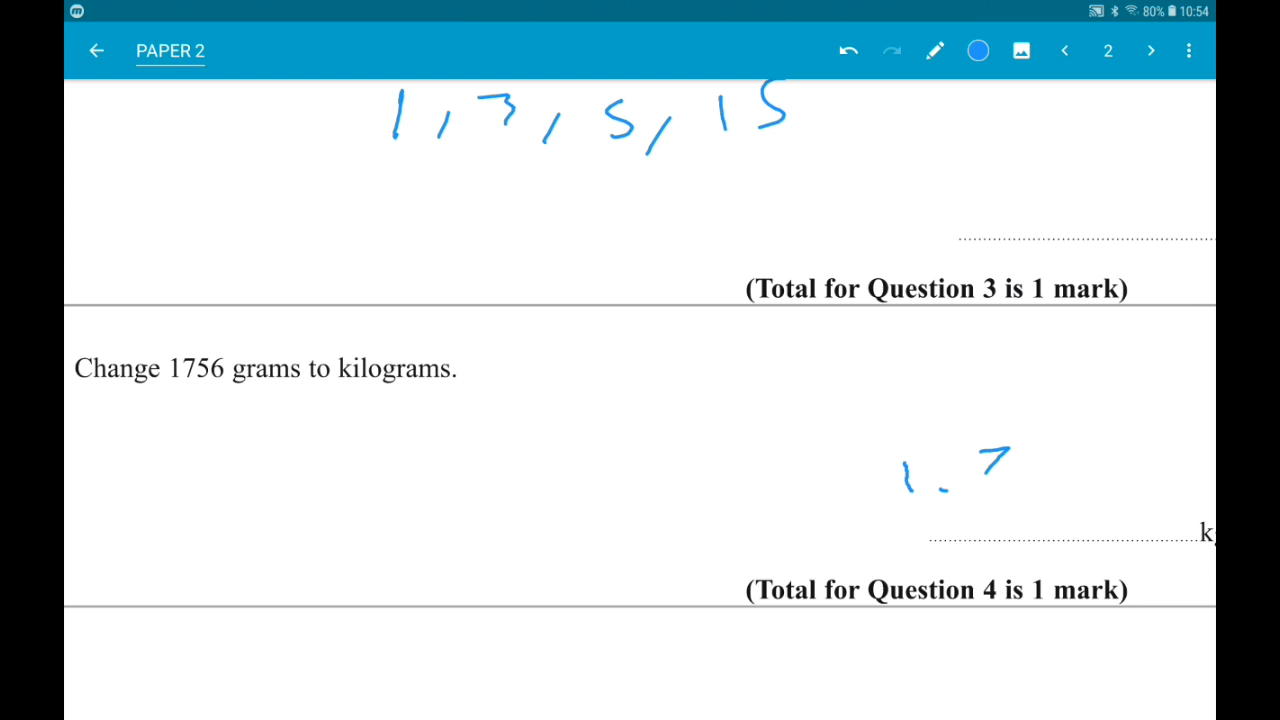 80% 10:54
PAPER 2
2
1, 3, 5, 15
(Total for Question 3 is 1 mark)
Change 1756 grams to kilograms.
1.7
k
(Total for Question 4 is 1 mark)